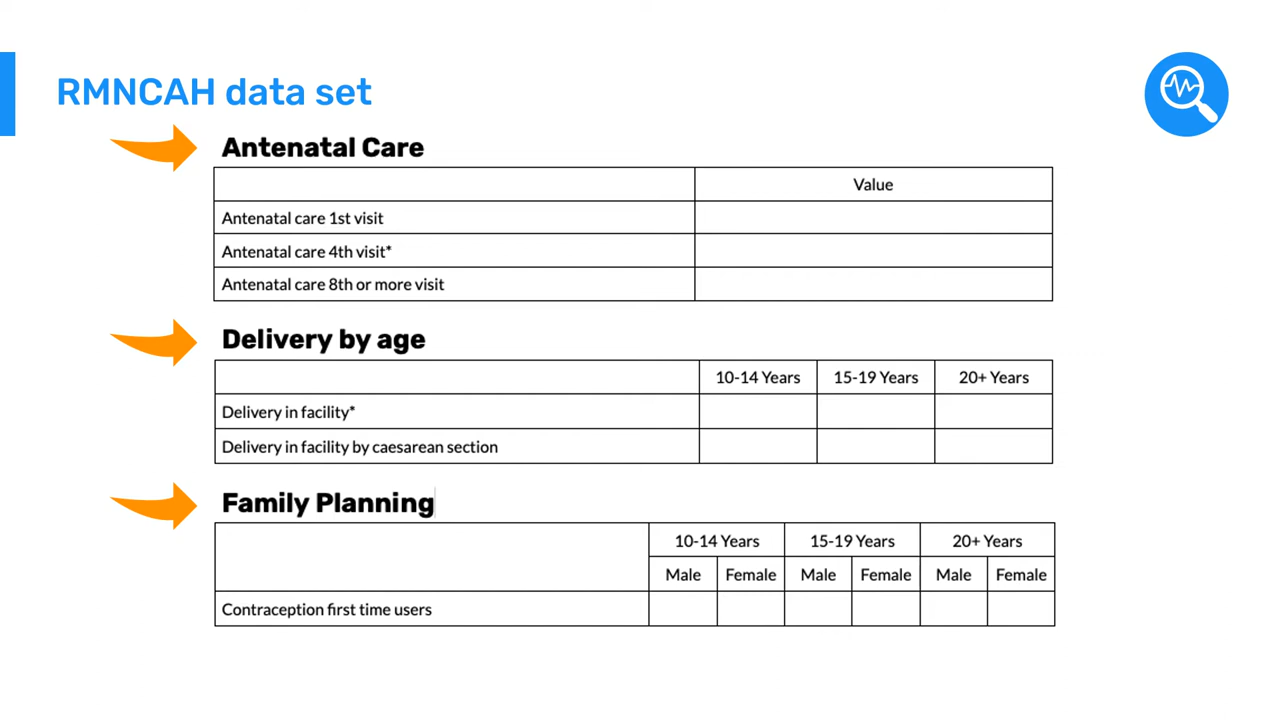 RMNCAH data set
Antenatal Care
Value
Antenatal care 1st visit
Antenatal care 4th visit*
Antenatal care 8th or more visit
Delivery by age
10-14 Years 15-19 Years 20+ Years
Delivery in facility*
Delivery in facility by caesarean section
Family Planning
10-14 Years 15-19 Years 20+ Years
Male Female Male Female Male Female
Contraception first time users